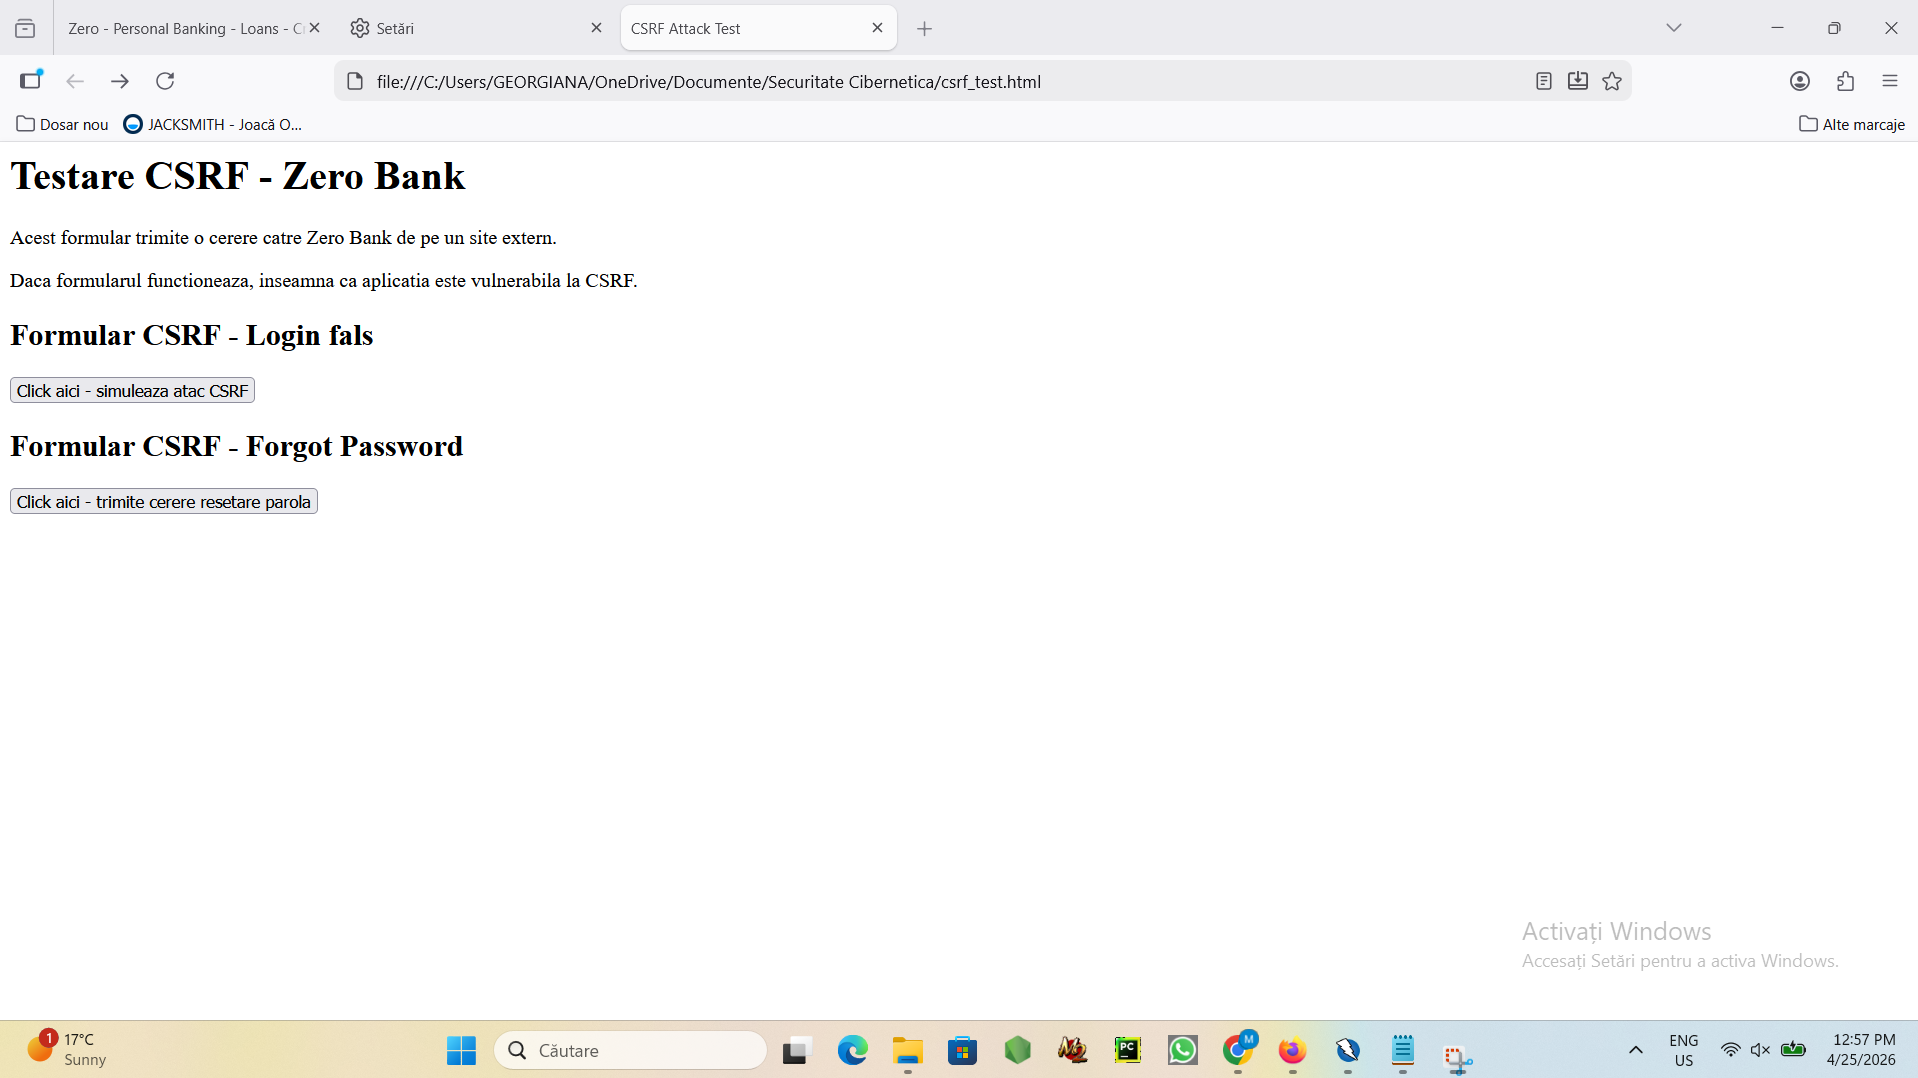 Zero - Personal Banking - Loans - C
Setări
CSRF Attack Test
file:///C:/Users/GEORGIANA/OneDrive/Documente/Securitate Cibernetica/csrf_test.html
Dosar nou
JACKSMITH - Joacă O...
Alte marcaje
Testare CSRF - Zero Bank
Acest formular trimite o cerere catre Zero Bank de pe un site extern.
Daca formularul functioneaza, inseamna ca aplicatia este vulnerabila la CSRF.
Formular CSRF - Login fals
Click aici - simuleaza atac CSRF
Formular CSRF - Forgot Password
Click aici - trimite cerere resetare parola
Activați Windows
Accesați Setări pentru a activa Windows.
1
17°C
Sunny
Căutare
PC
M
ENG
US
12:57 PM
4/25/2026